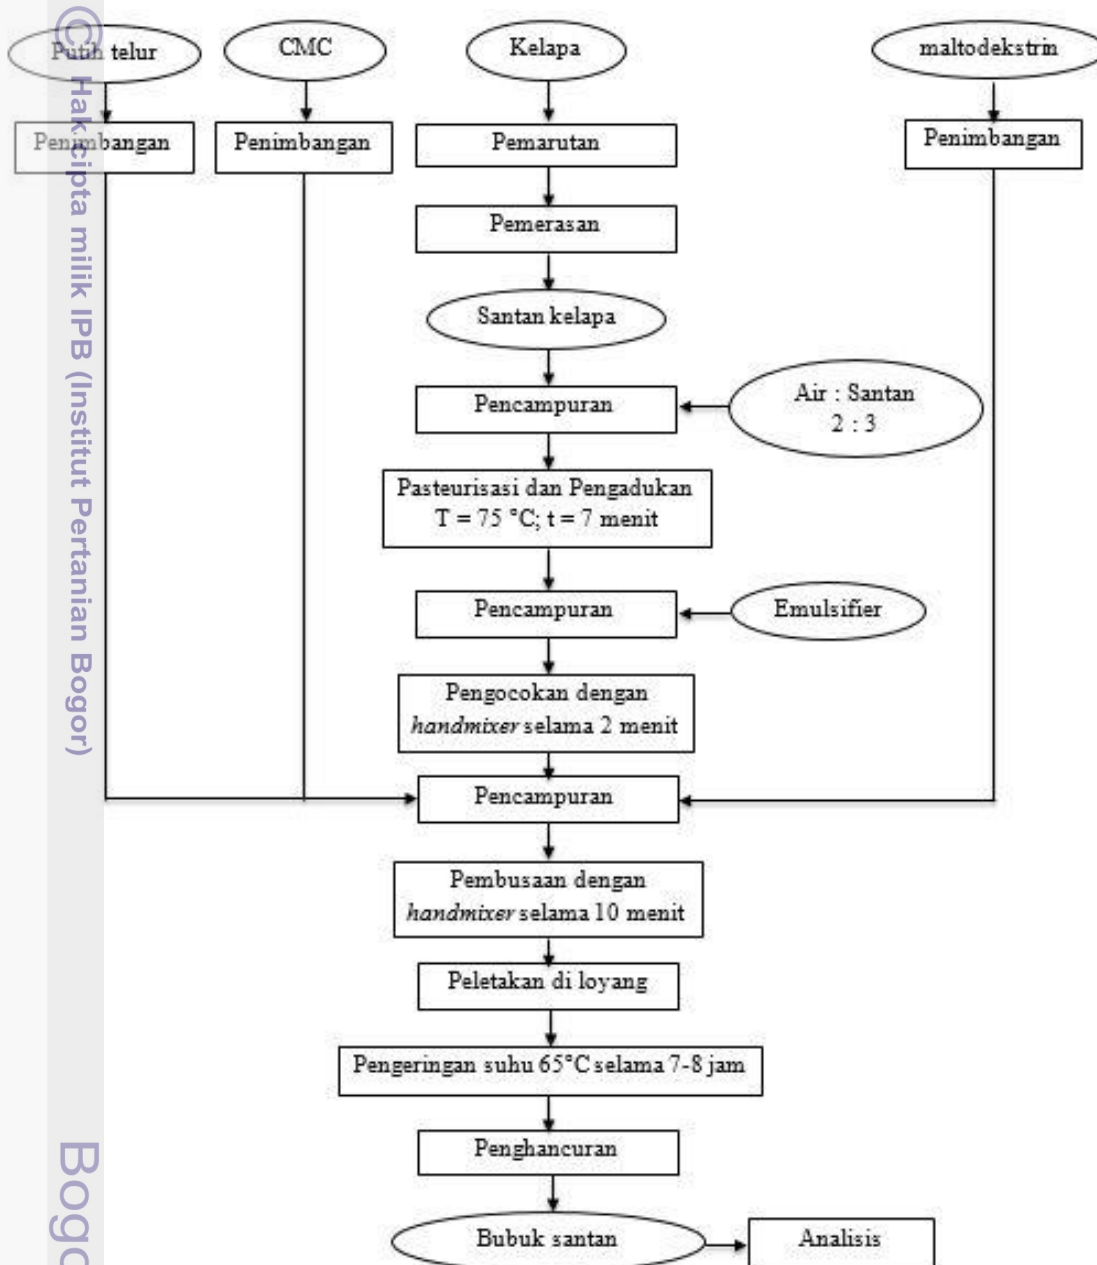 Putih telur
CMC
Kelapa
maltodekstrin
Penimbangan
Penimbangan
Pemarutan
Penimbangan
Pemerasan
Santan kelapa
Pencampuran
Air : Santan
2 : 3
Pasteurisasi dan Pengadukan
T = 75 °C; t = 7 menit
Pencampuran
Emulsifier
Pengocokan dengan
handmixer selama 2 menit
Pencampuran
Pembusaan dengan
handmixer selama 10 menit
Peletakan di loyang
Pengeringan suhu 65°C selama 7-8 jam
Penghancuran
Bubuk santan
Analisis
© Hak cipta milik IPB (Institut Pertanian Bogor)